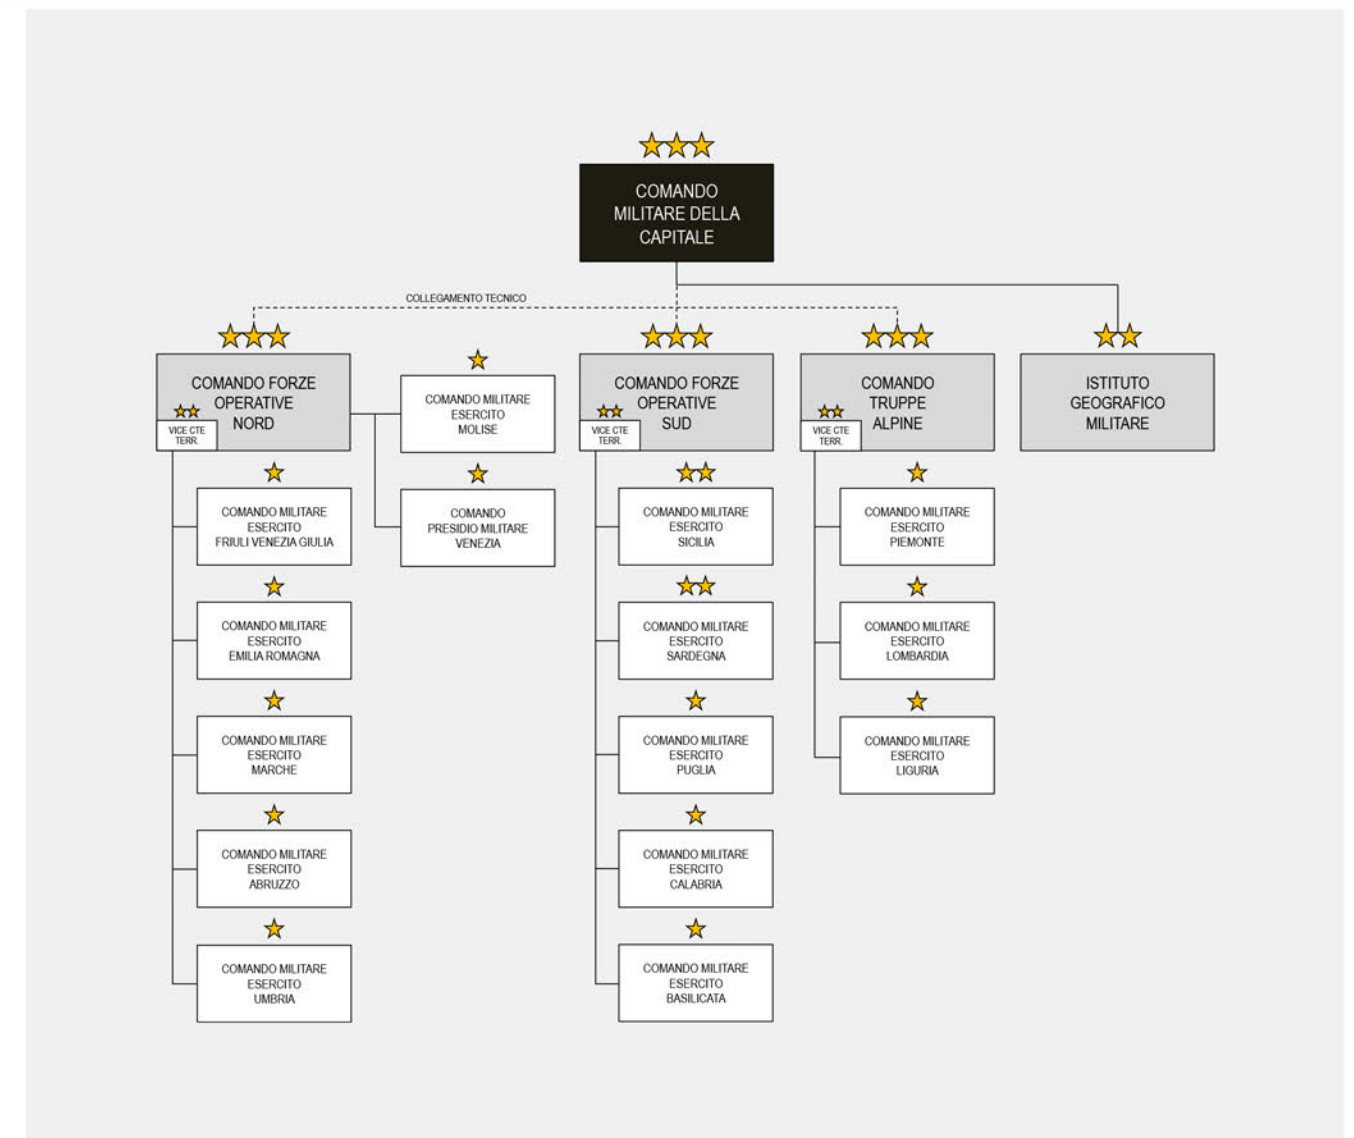 COMANDO
MILITARE DELLA
CAPITALE
COLLEGAMENTO TECNICO
COMANDO FORZE
OPERATIVE
NORD
VICE CTE
TERR.
COMANDO MILITARE
ESERCITO
MOLISE
COMANDO
PRESIDIO MILITARE
VENEZIA
COMANDO MILITARE
ESERCITO
FRIULI VENEZIA GIULIA
COMANDO MILITARE
ESERCITO
EMILIA ROMAGNA
COMANDO MILITARE
ESERCITO
MARCHE
COMANDO MILITARE
ESERCITO
ABRUZZO
COMANDO MILITARE
ESERCITO
UMBRIA
COMANDO FORZE
OPERATIVE
SUD
VICE CTE
TERR.
COMANDO MILITARE
ESERCITO
SICILIA
COMANDO MILITARE
ESERCITO
SARDEGNA
COMANDO MILITARE
ESERCITO
PUGLIA
COMANDO MILITARE
ESERCITO
CALABRIA
COMANDO MILITARE
ESERCITO
BASILICATA
COMANDO
TRUPPE
ALPINE
VICE CTE
TERR.
COMANDO MILITARE
ESERCITO
PIEMONTE
COMANDO MILITARE
ESERCITO
LOMBARDIA
COMANDO MILITARE
ESERCITO
LIGURIA
ISTITUTO
GEOGRAFICO
MILITARE